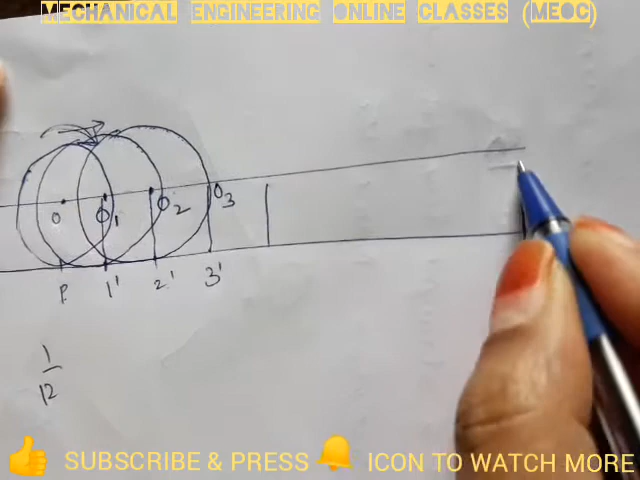 MECHANICAL ENGINEERING ONLINE CLASSES (MEOC)
O O1 O2 O3
P 1' 2' 3'
1
12
SUBSCRIBE & PRESS ICON TO WATCH MORE